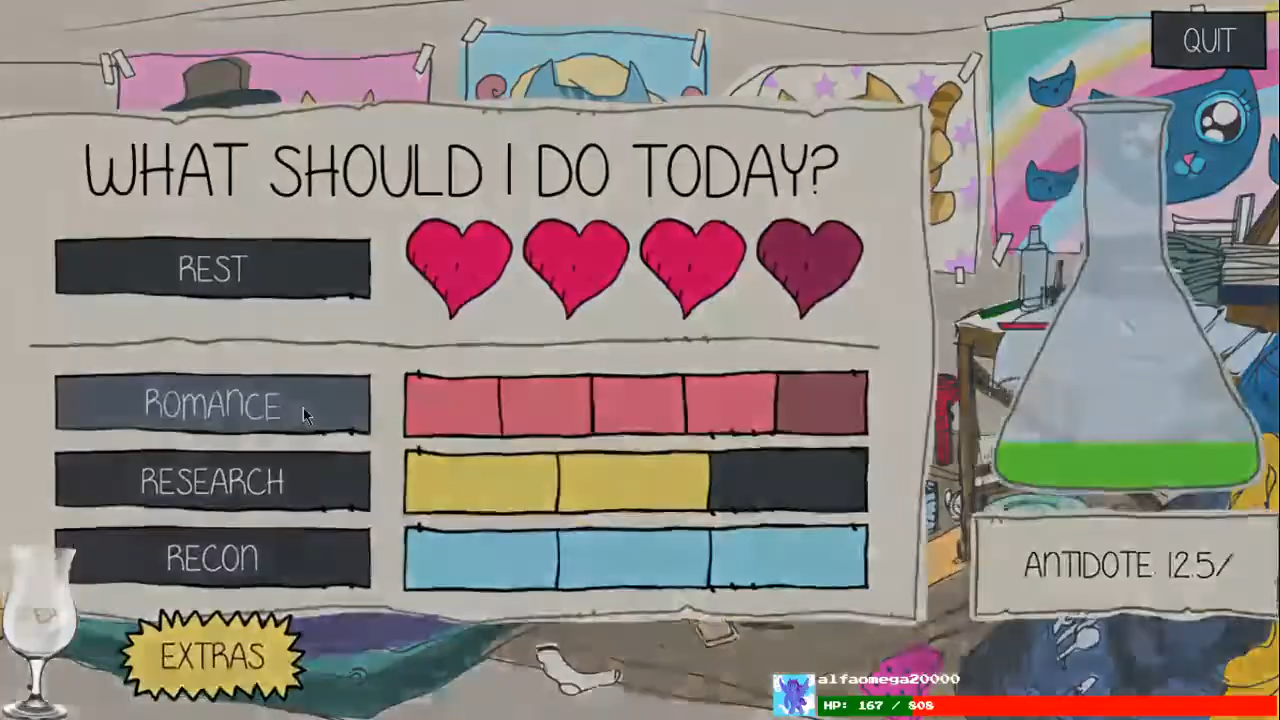 QUIT
WHAT SHOULD I DO TODAY?
REST
ROMANCE
RESEARCH
RECON
ANTIDOTE 12.5/
EXTRAS
alfaomega20000
HP: 167 / 808